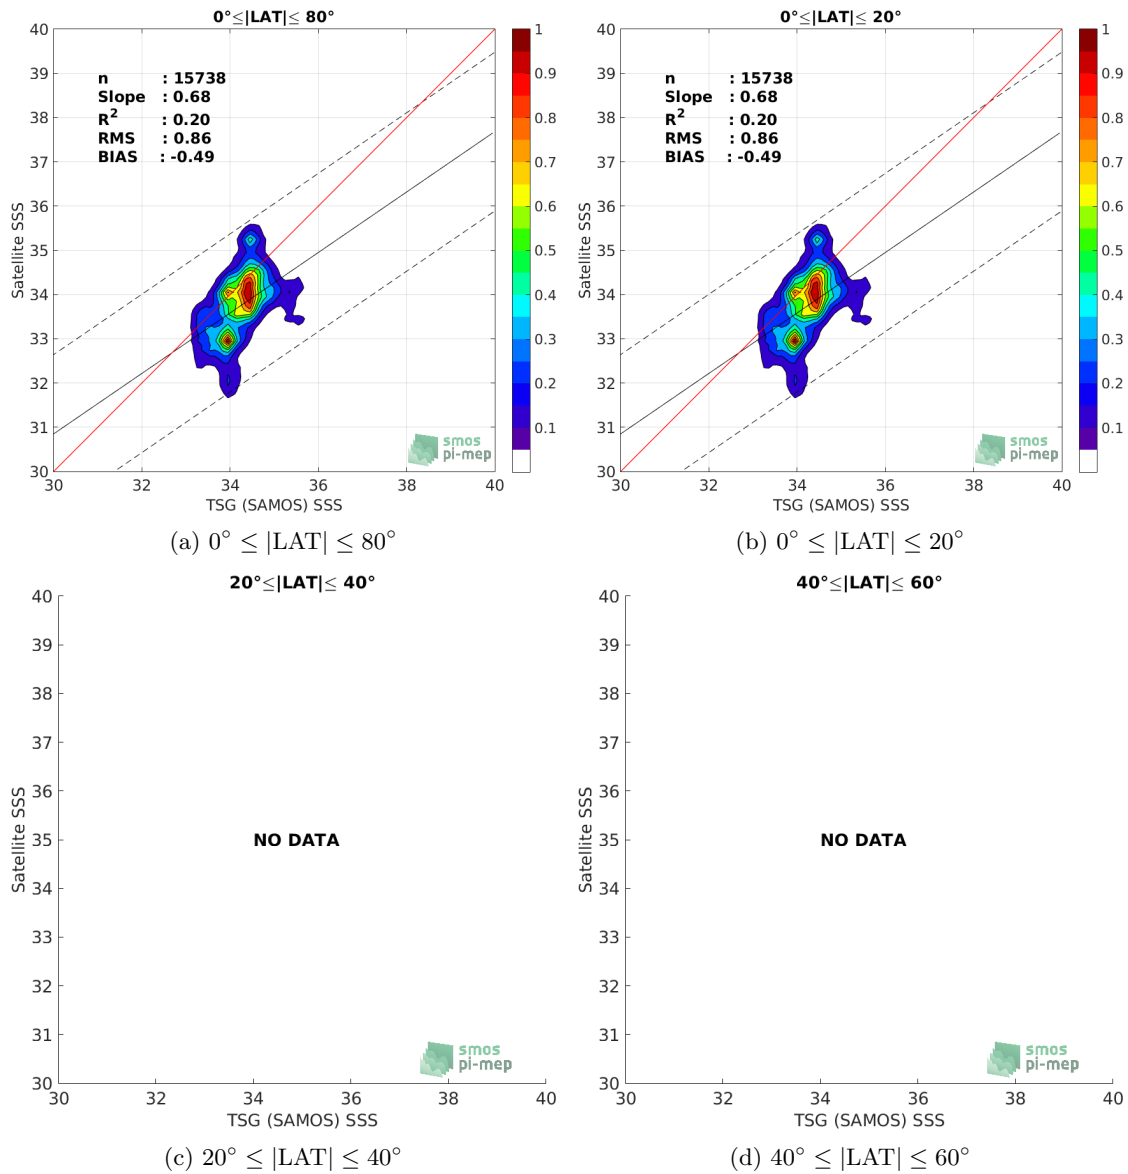 0°≤|LAT|≤ 80°
40
39
38
37
36
35
34
33
32
31
30
Satellite SSS
n : 15738
Slope : 0.68
R2 : 0.20
RMS : 0.86
BIAS : -0.49
smos
pi-mep
30 32 34 36 38 40
TSG (SAMOS) SSS
1
0.9
0.8
0.7
0.6
0.5
0.4
0.3
0.2
0.1
(a) 0° ≤ |LAT| ≤ 80°
0°≤|LAT|≤ 20°
40
39
38
37
36
35
34
33
32
31
30
Satellite SSS
n : 15738
Slope : 0.68
R2 : 0.20
RMS : 0.86
BIAS : -0.49
smos
pi-mep
30 32 34 36 38 40
TSG (SAMOS) SSS
1
0.9
0.8
0.7
0.6
0.5
0.4
0.3
0.2
0.1
(b) 0° ≤ |LAT| ≤ 20°
20°≤|LAT|≤ 40°
40
39
38
37
36
35
34
33
32
31
30
Satellite SSS
NO DATA
smos
pi-mep
30 32 34 36 38 40
TSG (SAMOS) SSS
(c) 20° ≤ |LAT| ≤ 40°
40°≤|LAT|≤ 60°
40
39
38
37
36
35
34
33
32
31
30
Satellite SSS
NO DATA
smos
pi-mep
30 32 34 36 38 40
TSG (SAMOS) SSS
(d) 40° ≤ |LAT| ≤ 60°